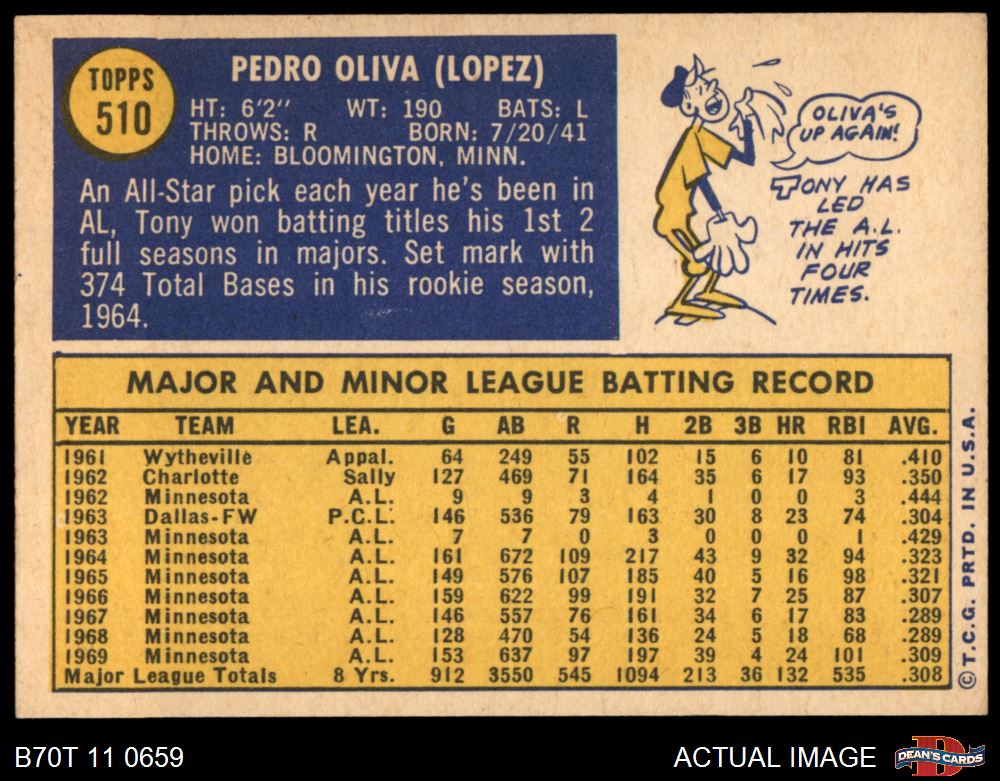 TOPPS
510
PEDRO OLIVA (LOPEZ)
HT: 6'2" WT: 190 BATS: L
THROWS: R BORN: 7/20/41
HOME: BLOOMINGTON, MINN.
An All-Star pick each year he's been in
AL, Tony won batting titles his 1st 2
full seasons in majors. Set mark with
374 Total Bases in his rookie season,
1964.
OLIVA'S
UP AGAIN!
TONY HAS
LED
THE A.L.
IN HITS
FOUR
TIMES.
MAJOR AND MINOR LEAGUE BATTING RECORD
YEAR TEAM LEA. G AB R H 2B 3B HR RBI AVG.
1961 Wytheville Appal. 64 249 55 102 15 6 10 81 .410
1962 Charlotte Sally 127 469 71 164 35 6 17 93 .350
1962 Minnesota A.L. 9 9 3 4 1 0 0 3 .444
1963 Dallas-FW P.C.L. 146 536 79 163 30 8 23 74 .304
1963 Minnesota A.L. 7 7 0 3 0 0 0 1 .429
1964 Minnesota A.L. 161 672 109 217 43 9 32 94 .323
1965 Minnesota A.L. 149 576 107 185 40 5 16 98 .321
1966 Minnesota A.L. 159 622 99 191 32 7 25 87 .307
1967 Minnesota A.L. 146 557 76 161 34 6 17 83 .289
1968 Minnesota A.L. 128 470 54 136 24 5 18 68 .289
1969 Minnesota A.L. 153 637 97 197 39 4 24 101 .309
Major League Totals 8 Yrs. 912 3550 545 1094 213 36 132 535 .308
©T.C.G. PRTD. IN U.S.A.
B70T 11 0659
ACTUAL IMAGE
D
DEAN'S CARDS